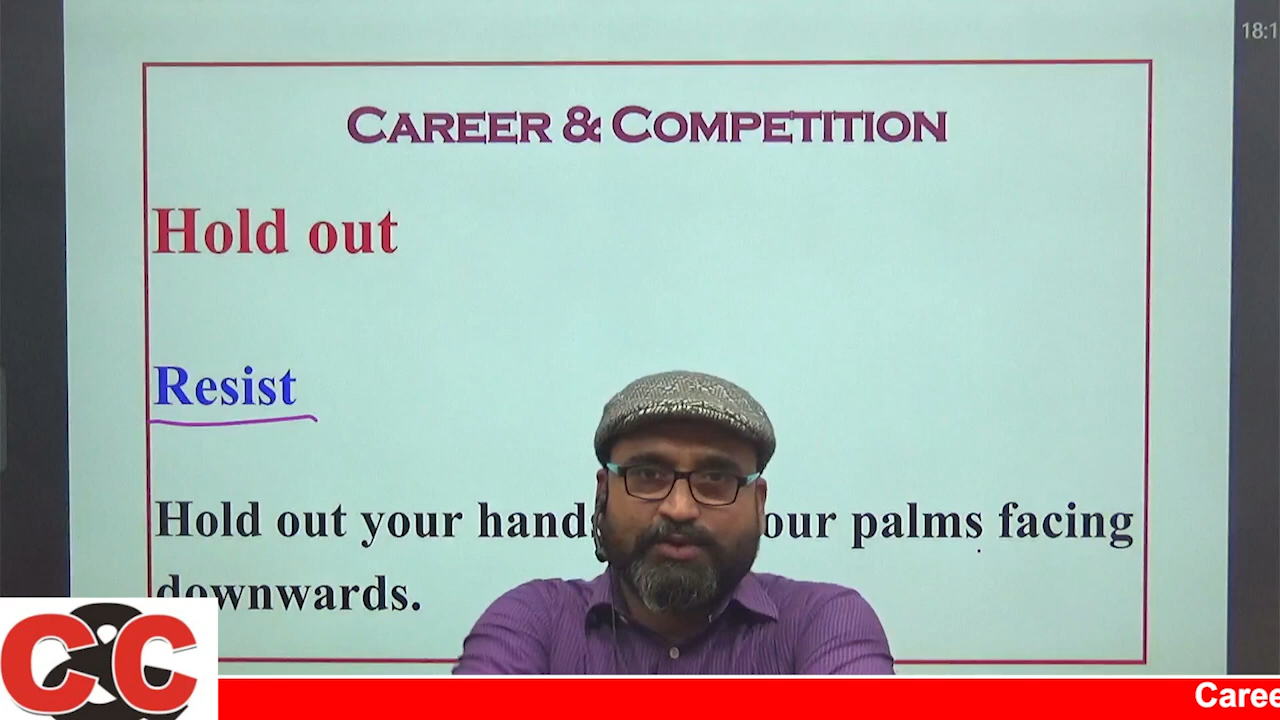 18:1
CAREER & COMPETITION
Hold out
Resist
Hold out your hand our palms facing
downwards.
C C
Caree